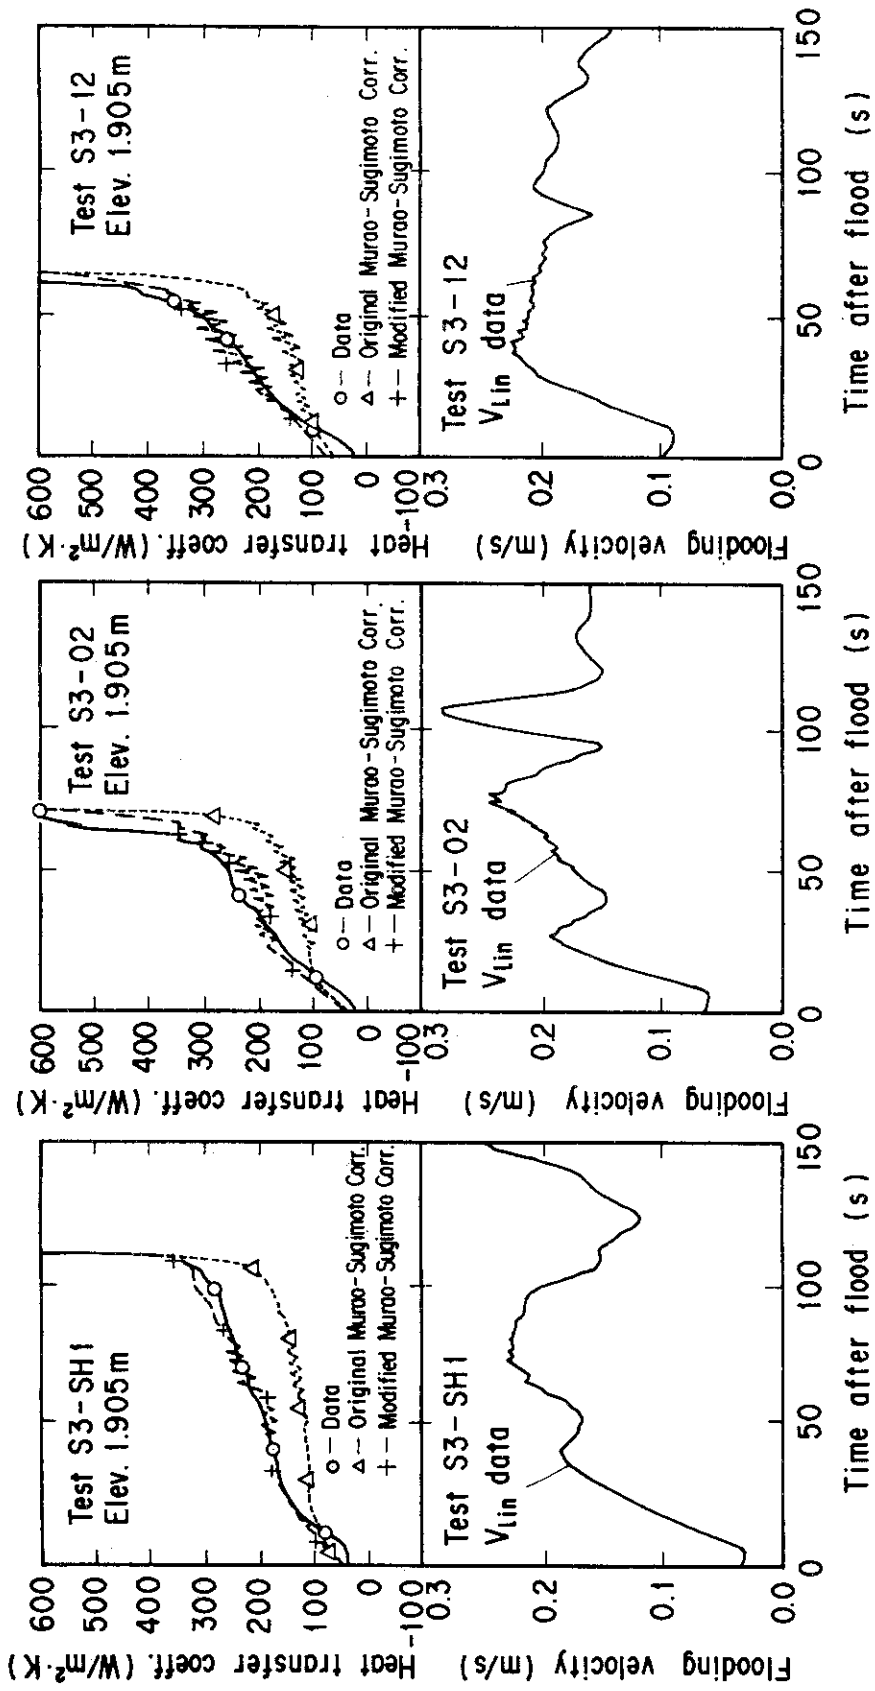 Heat transfer coeff. (W/m²·K)
600
500
400
300
200
100
0
-100
Test S3-SH1
Elev. 1.905m
○ — Data
△ -- Original Murao-Sugimoto Corr.
+ — Modified Murao-Sugimoto Corr.
Flooding velocity (m/s)
0.3
0.2
0.1
0.0
Test S3-SH1
VLin data
0
50
100
150
Time after flood (s)
Heat transfer coeff. (W/m²·K)
600
500
400
300
200
100
0
-100
Test S3-02
Elev. 1.905m
○ — Data
△ -- Original Murao-Sugimoto Corr.
+ — Modified Murao-Sugimoto Corr.
Flooding velocity (m/s)
0.3
0.2
0.1
0.0
Test S3-02
VLin data
0
50
100
150
Time after flood (s)
Heat transfer coeff. (W/m²·K)
600
500
400
300
200
100
0
-100
Test S3-12
Elev. 1.905m
○ — Data
△ -- Original Murao-Sugimoto Corr.
+ — Modified Murao-Sugimoto Corr.
Flooding velocity (m/s)
0.3
0.2
0.1
0.0
Test S3-12
VLin data
0
50
100
150
Time after flood (s)